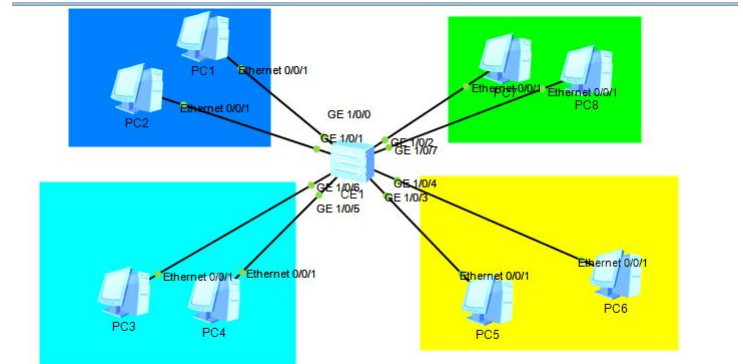 PC1
Ethernet 0/0/1
PC2
Ethernet 0/0/1
GE 1/0/0
GE 1/0/1
PC7
Ethernet 0/0/1
PC8
Ethernet 0/0/1
GE 1/0/2
GE 1/0/7
CE1
GE 1/0/6
GE 1/0/5
GE 1/0/4
GE 1/0/3
PC3
Ethernet 0/0/1
PC4
Ethernet 0/0/1
PC5
Ethernet 0/0/1
PC6
Ethernet 0/0/1